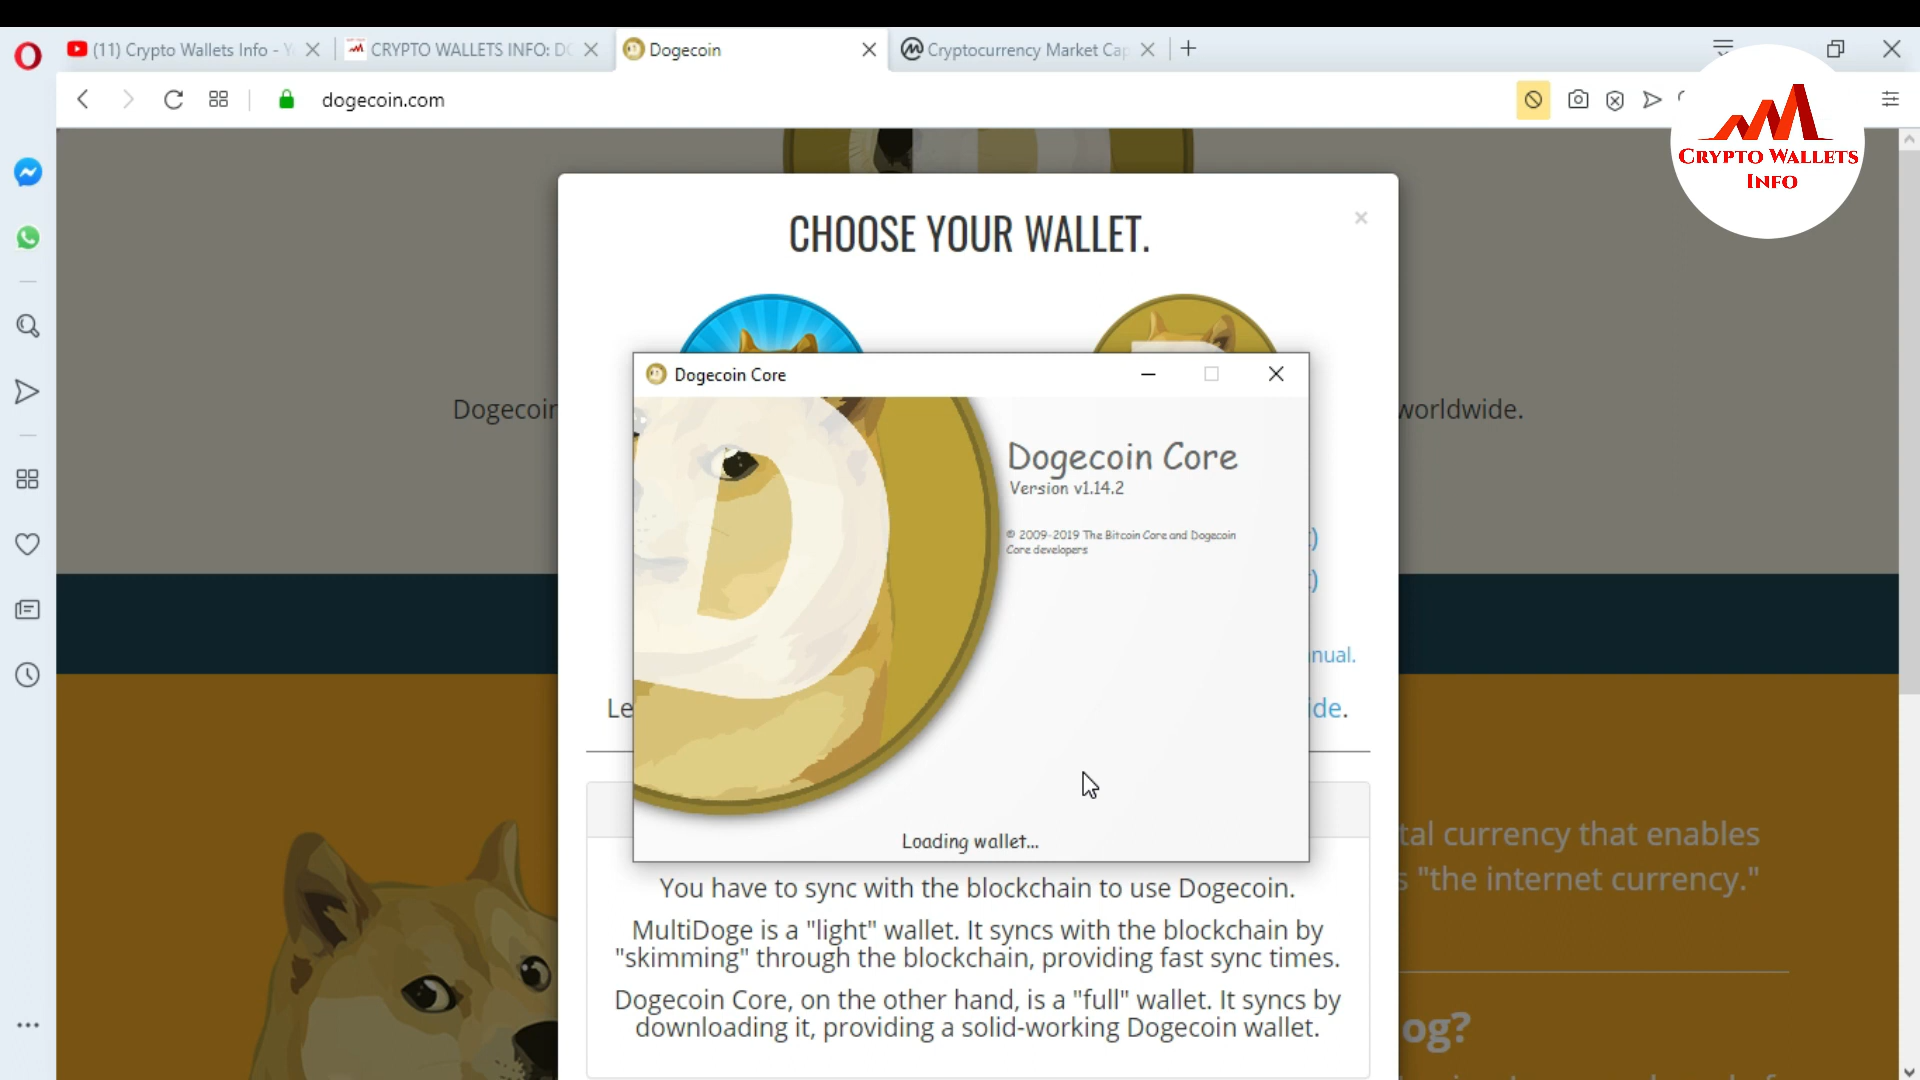 (11) Crypto Wallets Info - Y
CRYPTO WALLETS INFO: DO
Dogecoin
Cryptocurrency Market Cap
dogecoin.com
CRYPTO WALLETS
INFO
CHOOSE YOUR WALLET.
Dogecoin
worldwide.
Dogecoin Core
Dogecoin Core
Version v1.14.2
© 2009-2019 The Bitcoin Core and Dogecoin
Core developers
nual.
Le
ide.
Loading wallet...
tal currency that enables
s "the internet currency."
You have to sync with the blockchain to use Dogecoin.
MultiDoge is a "light" wallet. It syncs with the blockchain by
"skimming" through the blockchain, providing fast sync times.
Dogecoin Core, on the other hand, is a "full" wallet. It syncs by
downloading it, providing a solid-working Dogecoin wallet.
og?